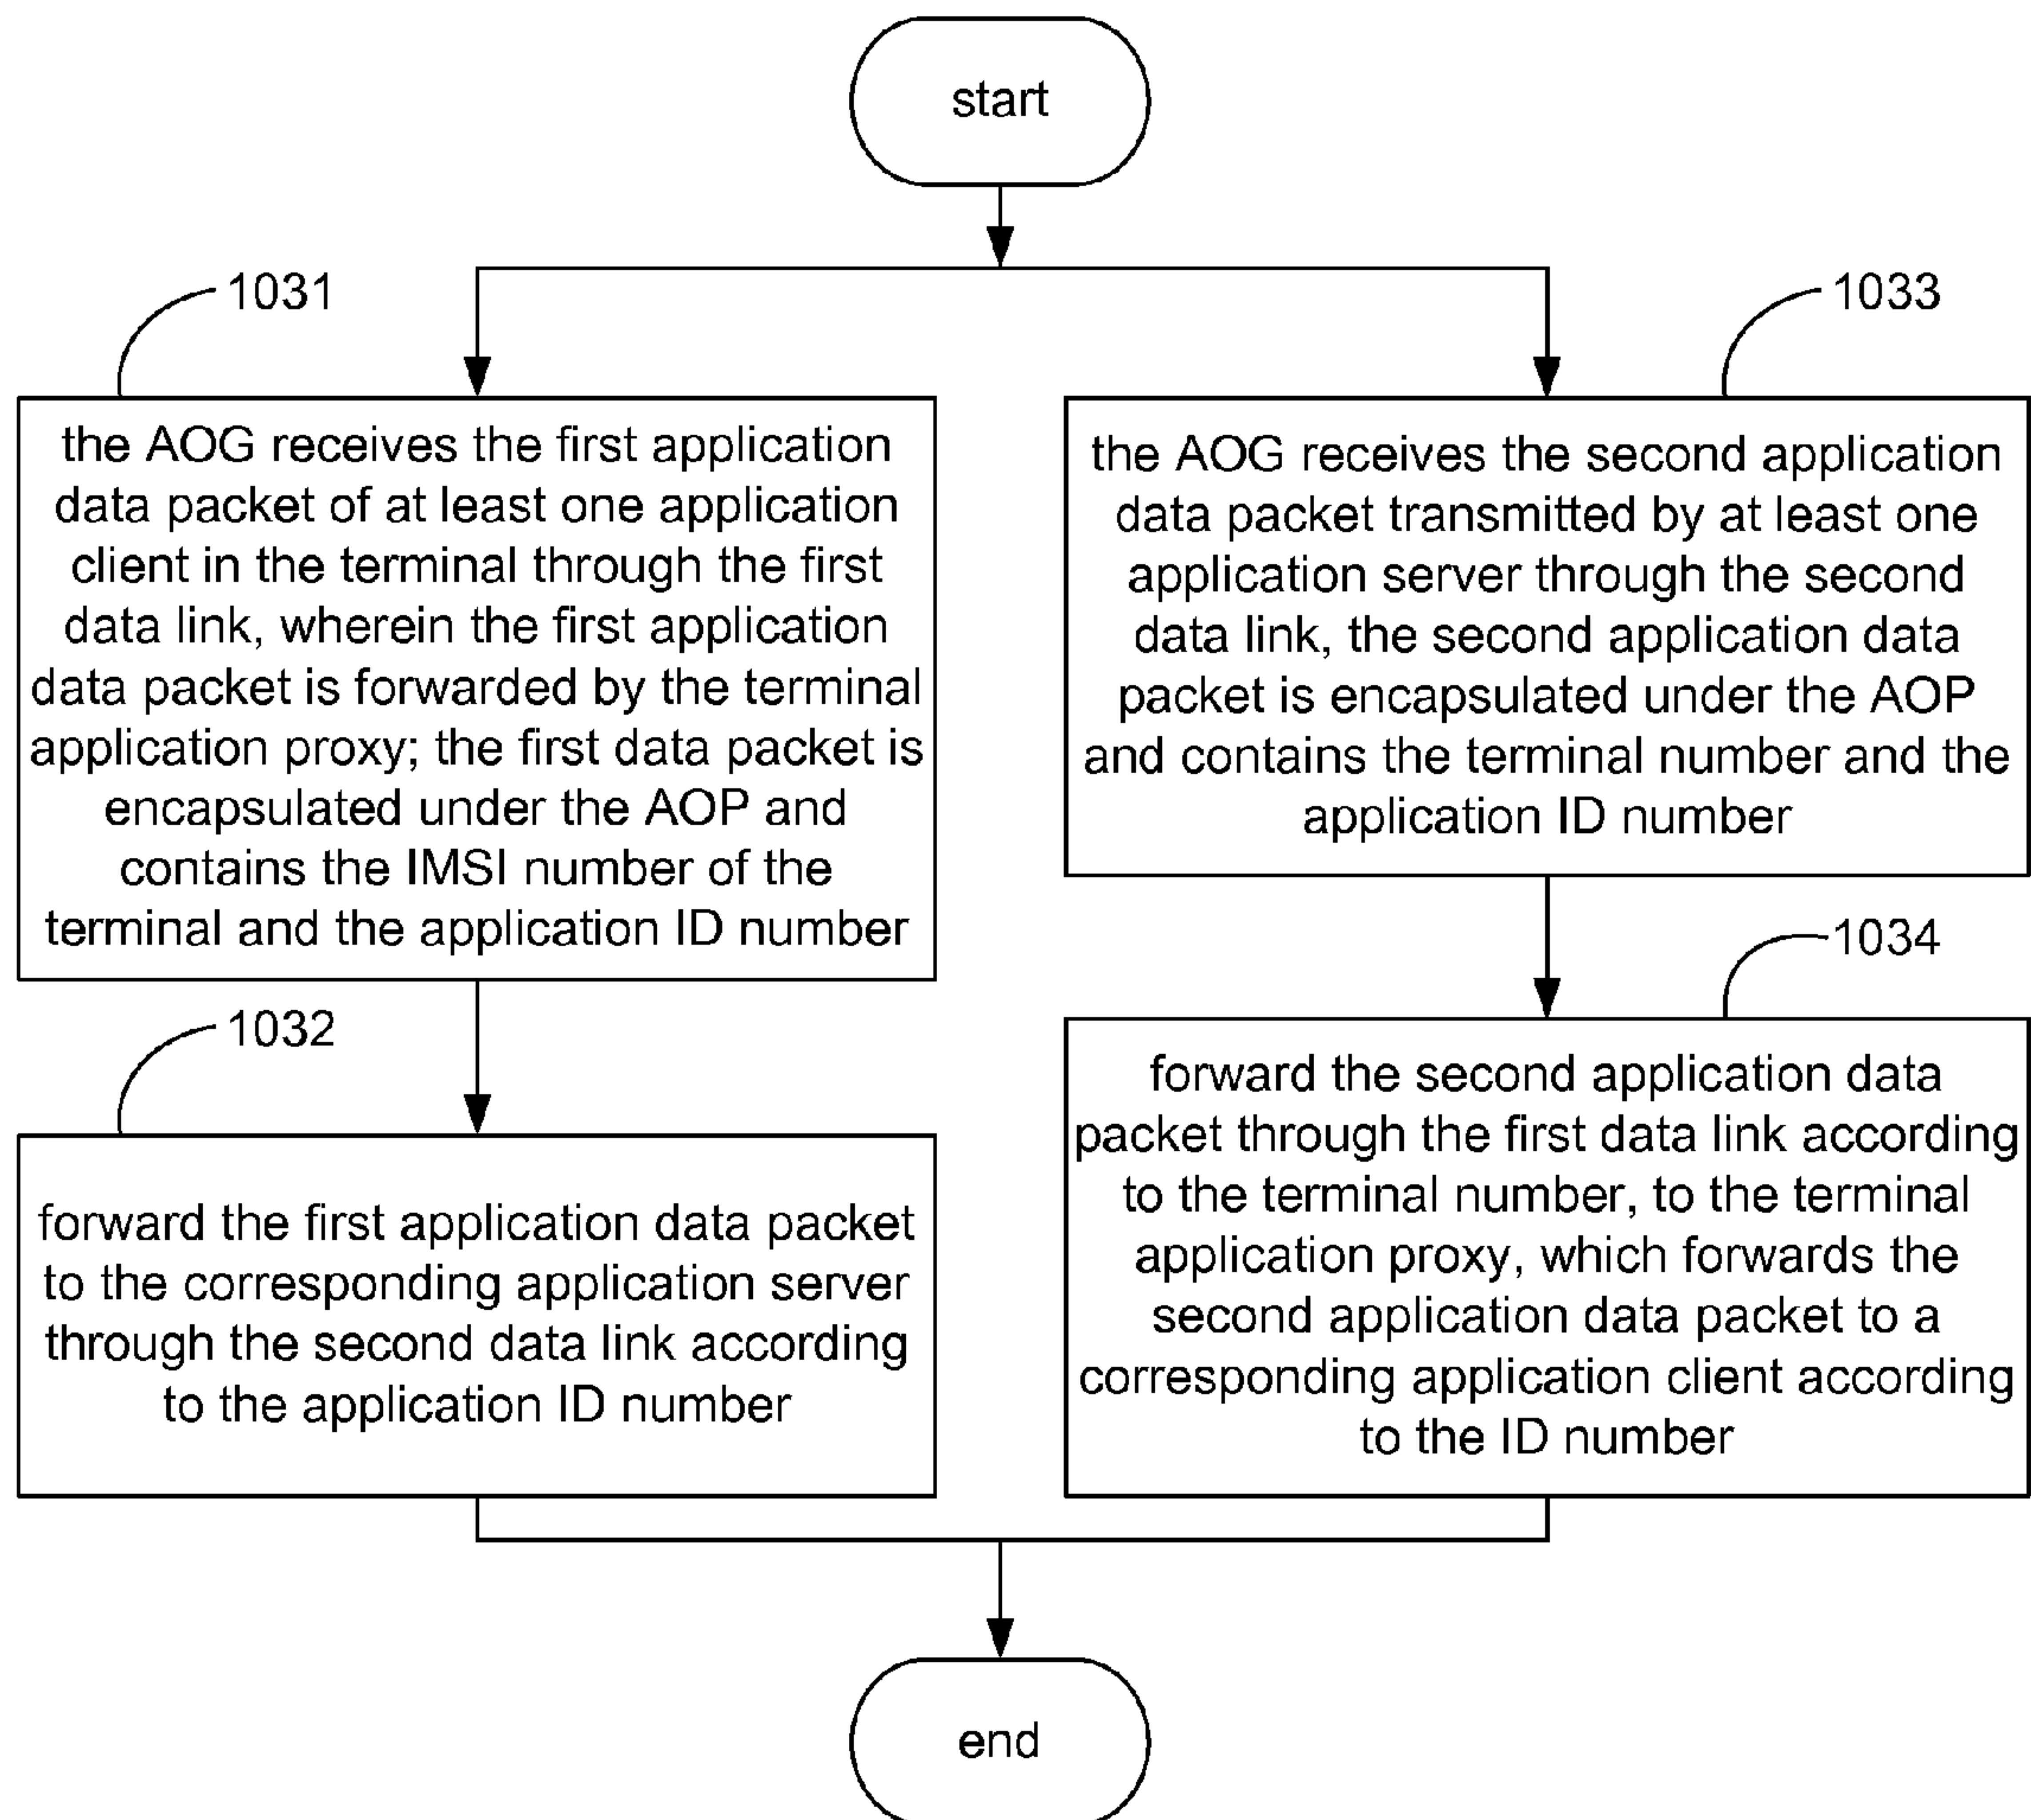 start
1031
the AOG receives the first application
data packet of at least one application
client in the terminal through the first
data link, wherein the first application
data packet is forwarded by the terminal
application proxy; the first data packet is
encapsulated under the AOP and
contains the IMSI number of the
terminal and the application ID number
1032
forward the first application data packet
to the corresponding application server
through the second data link according
to the application ID number
1033
the AOG receives the second application
data packet transmitted by at least one
application server through the second
data link, the second application data
packet is encapsulated under the AOP
and contains the terminal number and the
application ID number
1034
forward the second application data
packet through the first data link according
to the terminal number, to the terminal
application proxy, which forwards the
second application data packet to a
corresponding application client according
to the ID number
end